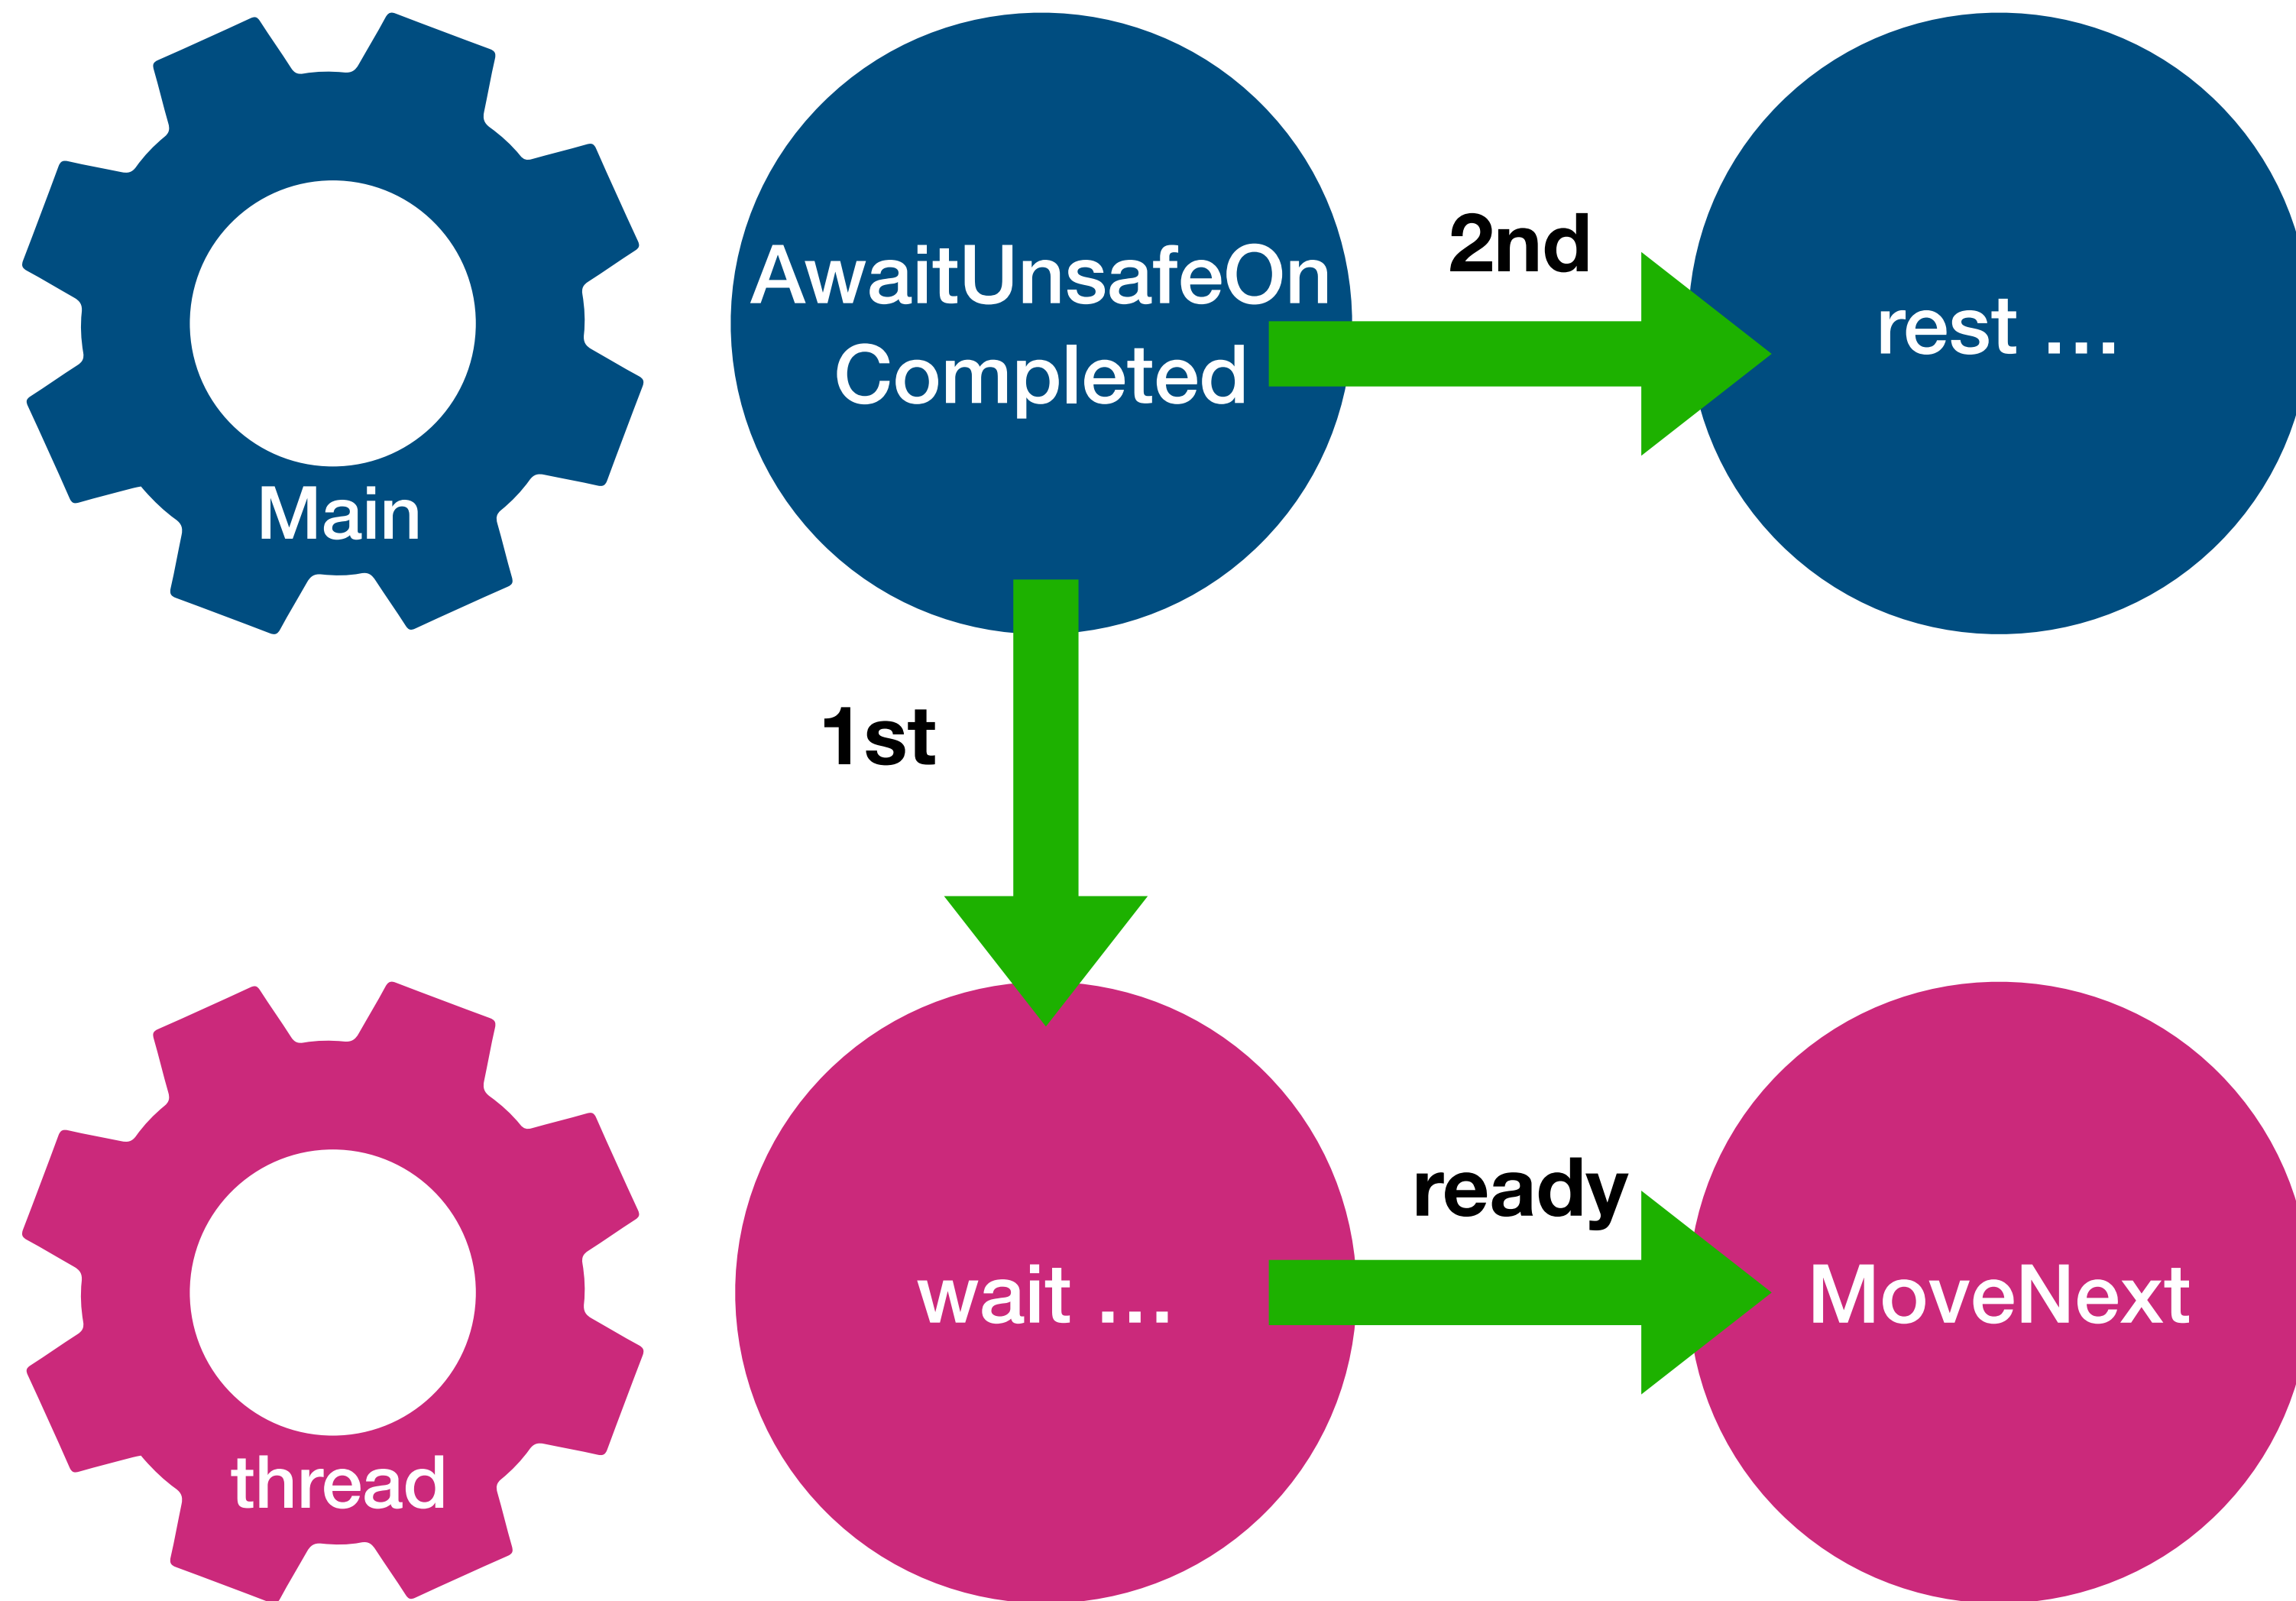 Main
AwaitUnsafeOn
Completed
2nd
rest ...
1st
thread
wait ...
ready
MoveNext